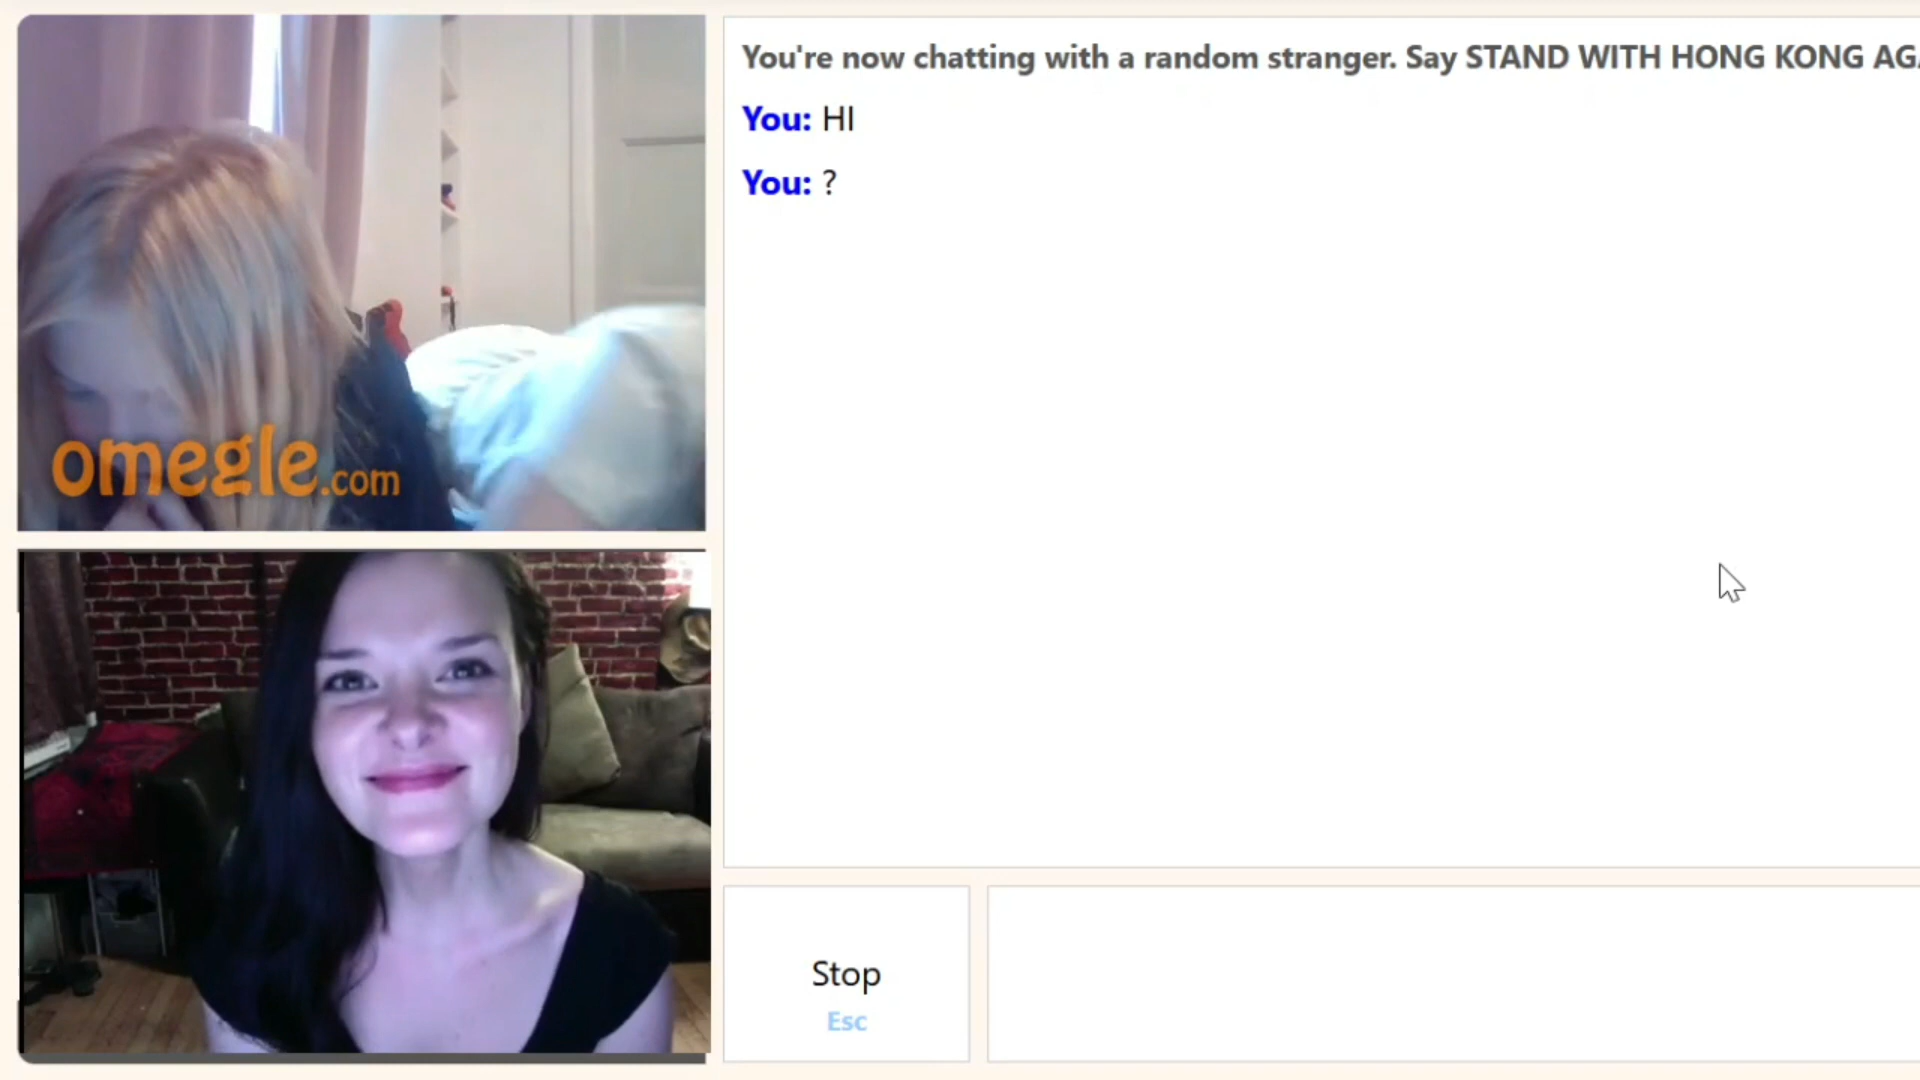 You're now chatting with a random stranger. Say STAND WITH HONG KONG AGA
You: HI
You: ?
omegle.com
Stop
Esc